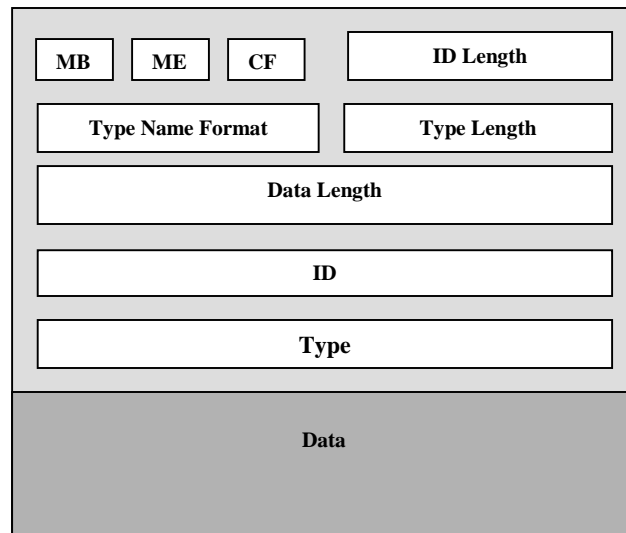 MB ME CF ID Length
Type Name Format Type Length
Data Length
ID
Type
Data